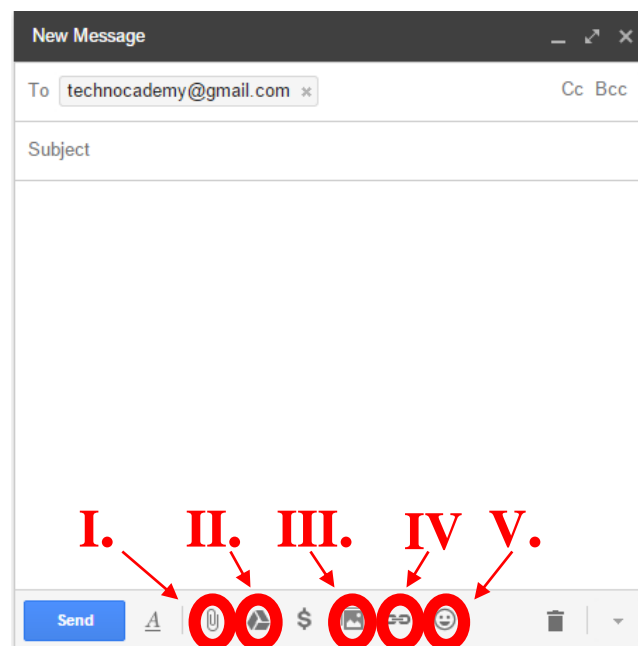 New Message
To technocademy@gmail.com × Cc Bcc
Subject
I. II. III. IV V.
Send A $